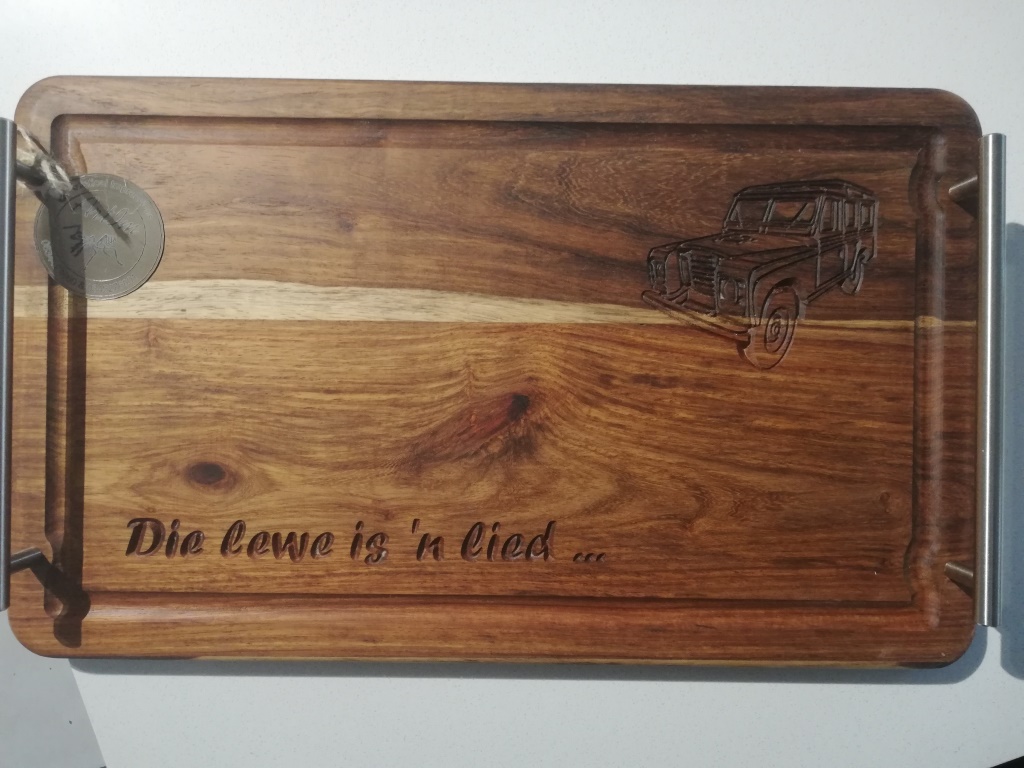 Die lewe is 'n lied ...